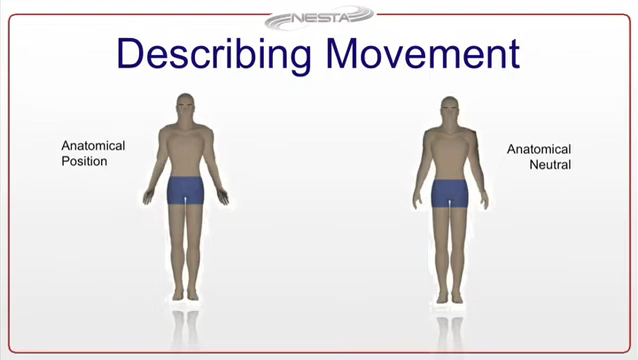 NESTA
Describing Movement
Anatomical
Position
Anatomical
Neutral